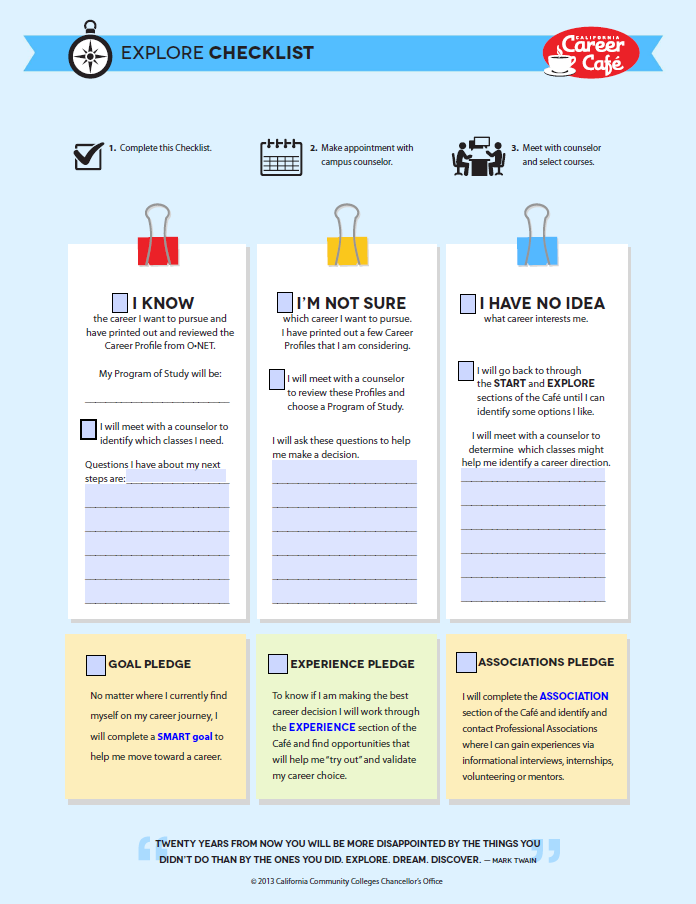 EXPLORE CHECKLIST
CALIFORNIA
Career
Café
1. Complete this Checklist.
2. Make appointment with
campus counselor.
3. Meet with counselor
and select courses.
I KNOW
the career I want to pursue and
have printed out and reviewed the
Career Profile from O•NET.
My Program of Study will be:
I will meet with a counselor to
identify which classes I need.
Questions I have about my next
steps are:
I'M NOT SURE
which career I want to pursue.
I have printed out a few Career
Profiles that I am considering.
I will meet with a counselor
to review these Profiles and
choose a Program of Study.
I will ask these questions to help
me make a decision.
I HAVE NO IDEA
what career interests me.
I will go back to through
the START and EXPLORE
sections of the Café until I can
identify some options I like.
I will meet with a counselor to
determine which classes might
help me identify a career direction.
GOAL PLEDGE
No matter where I currently find
myself on my career journey, I
will complete a SMART goal to
help me move toward a career.
EXPERIENCE PLEDGE
To know if I am making the best
career decision I will work through
the EXPERIENCE section of the
Café and find opportunities that
will help me "try out" and validate
my career choice.
ASSOCIATIONS PLEDGE
I will complete the ASSOCIATION
section of the Café and identify and
contact Professional Associations
where I can gain experiences via
informational interviews, internships,
volunteering or mentors.
"TWENTY YEARS FROM NOW YOU WILL BE MORE DISAPPOINTED BY THE THINGS YOU
DIDN'T DO THAN BY THE ONES YOU DID. EXPLORE. DREAM. DISCOVER. — MARK TWAIN"
© 2013 California Community Colleges Chancellor's Office